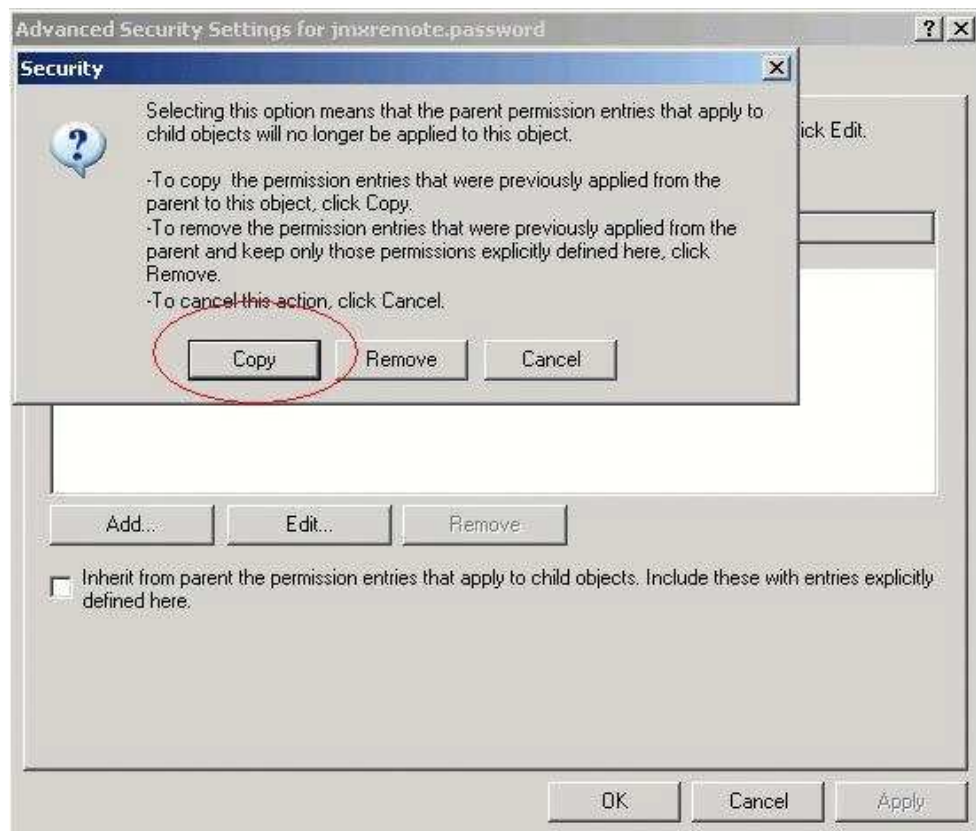 Advanced Security Settings for jmxremote.password
Security
Selecting this option means that the parent permission entries that apply to
child objects will no longer be applied to this object.
ick Edit.
-To copy the permission entries that were previously applied from the
parent to this object, click Copy.
-To remove the permission entries that were previously applied from the
parent and keep only those permissions explicitly defined here, click
Remove.
-To cancel this action, click Cancel.
Copy
Remove
Cancel
Add...
Edit...
Remove
Inherit from parent the permission entries that apply to child objects. Include these with entries explicitly
defined here.
OK
Cancel
Apply